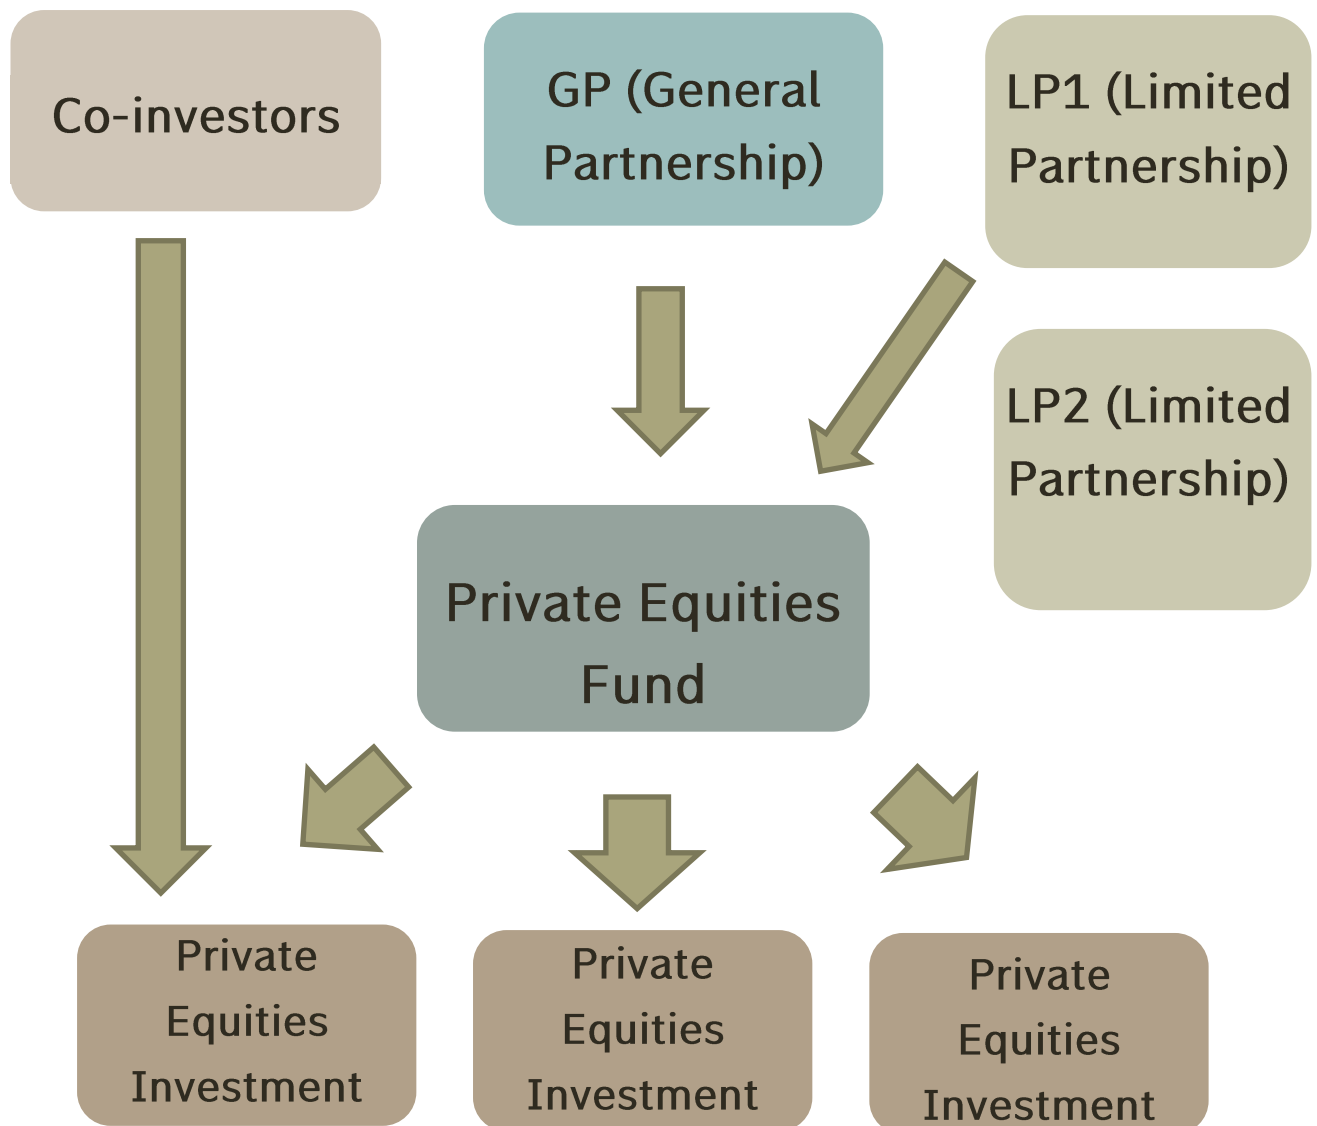 Co-investors
GP (General
Partnership)
LP1 (Limited
Partnership)
LP2 (Limited
Partnership)
Private Equities
Fund
Private
Equities
Investment
Private
Equities
Investment
Private
Equities
Investment